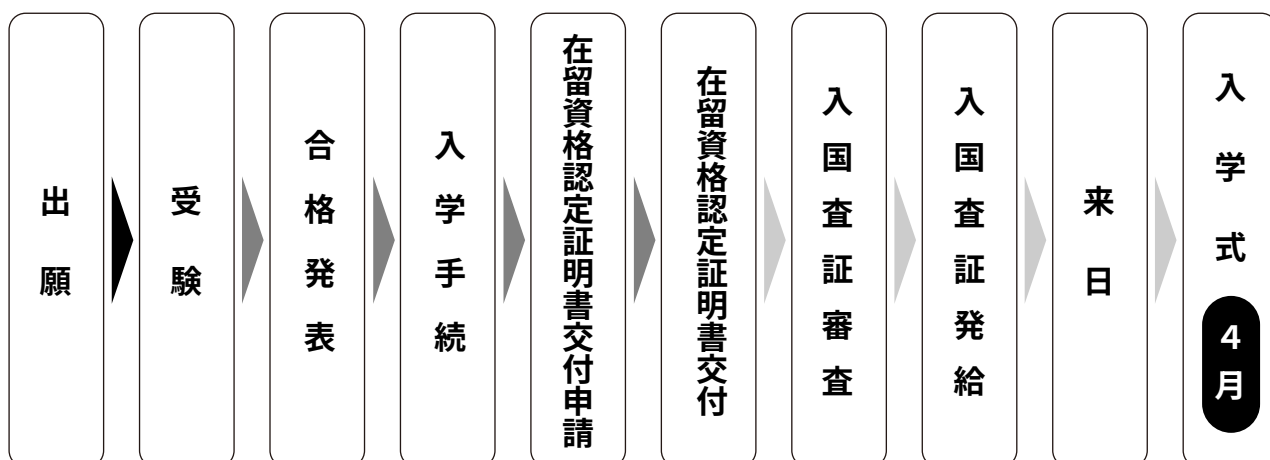 出願
受験
合格発表
入学手続
在留資格認定証明書交付申請
在留資格認定証明書交付
入国査証審査
入国査証発給
来日
入学式
4月